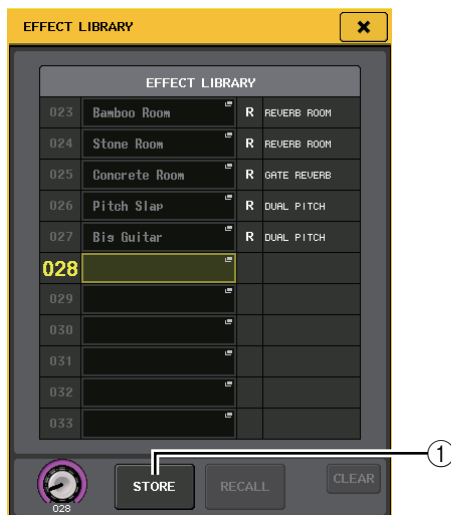 EFFECT LIBRARY
EFFECT LIBRARY
023 Bamboo Room R REVERB ROOM
024 Stone Room R REVERB ROOM
025 Concrete Room R GATE REVERB
026 Pitch Slap R DUAL PITCH
027 Big Guitar R DUAL PITCH
028
029
030
031
032
033
1
STORE RECALL CLEAR
028